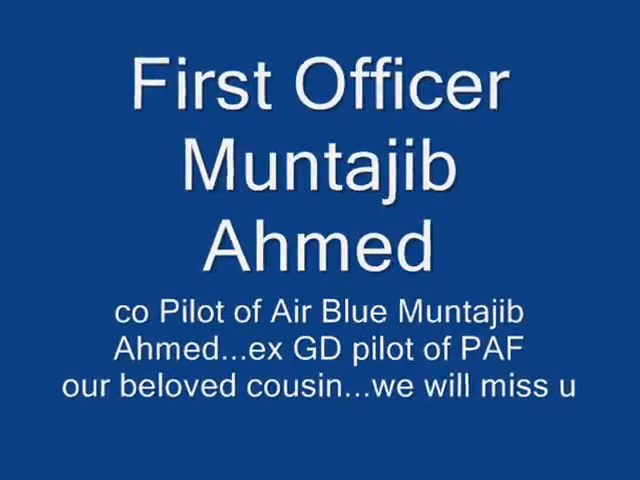 First Officer
Muntajib
Ahmed
co Pilot of Air Blue Muntajib
Ahmed...ex GD pilot of PAF
our beloved cousin...we will miss u